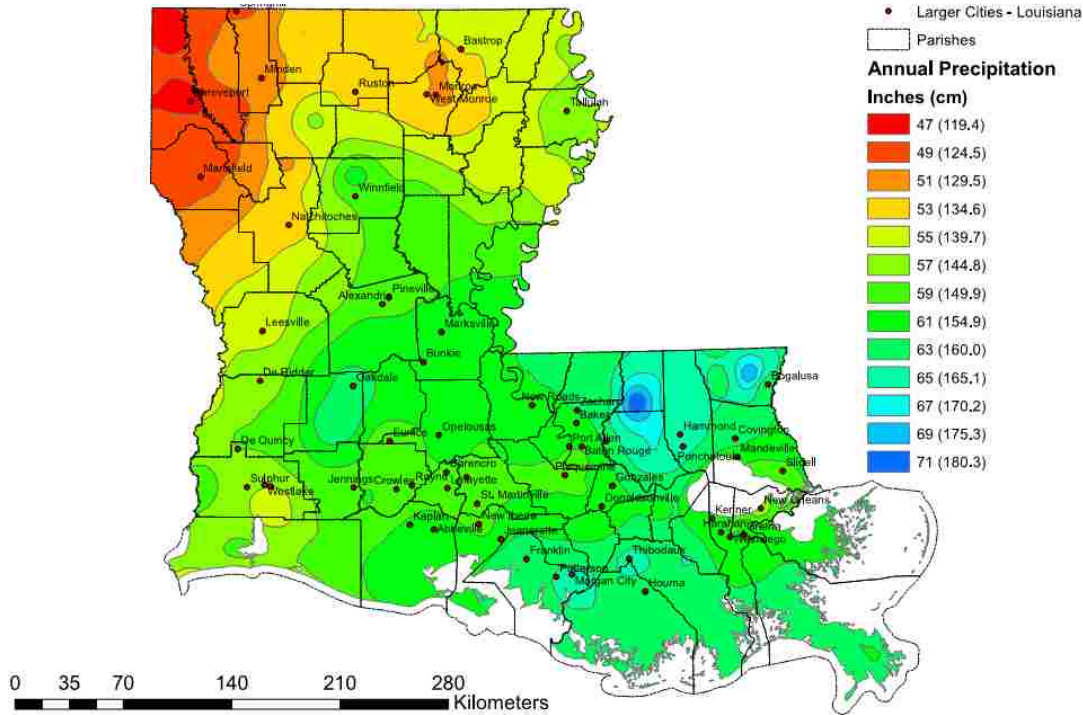 Springhill
Larger Cities - Louisiana
Parishes
Bastrop
Annual Precipitation
Inches (cm)
Minden
Ruston
Monroe
West Monroe
Shreveport
Tallulah
47 (119.4)
49 (124.5)
51 (129.5)
53 (134.6)
55 (139.7)
57 (144.8)
59 (149.9)
61 (154.9)
63 (160.0)
65 (165.1)
67 (170.2)
69 (175.3)
71 (180.3)
Mansfield
Winnfield
Natchitoches
Pineville
Alexandria
Leesville
Marksville
Bunkie
De Ridder
Oakdale
Bogalusa
New Roads
Zachary
Baker
Eunice
Opelousas
Port Allen
Baton Rouge
Hammond
Covington
Ponchatoula
Mandeville
De Quincy
Slidell
Carencro
Plaquemine
Gonzales
Sulphur
Westlake
Jennings
Crowley
Rayne
Lafayette
St. Martinville
Donaldsonville
New Orleans
Kenner
Kaplan
Abbeville
New Iberia
Jeanerette
Harahan
Gretna
Westwego
Franklin
Thibodaux
Patterson
Morgan City
Houma
0 35 70 140 210 280
Kilometers